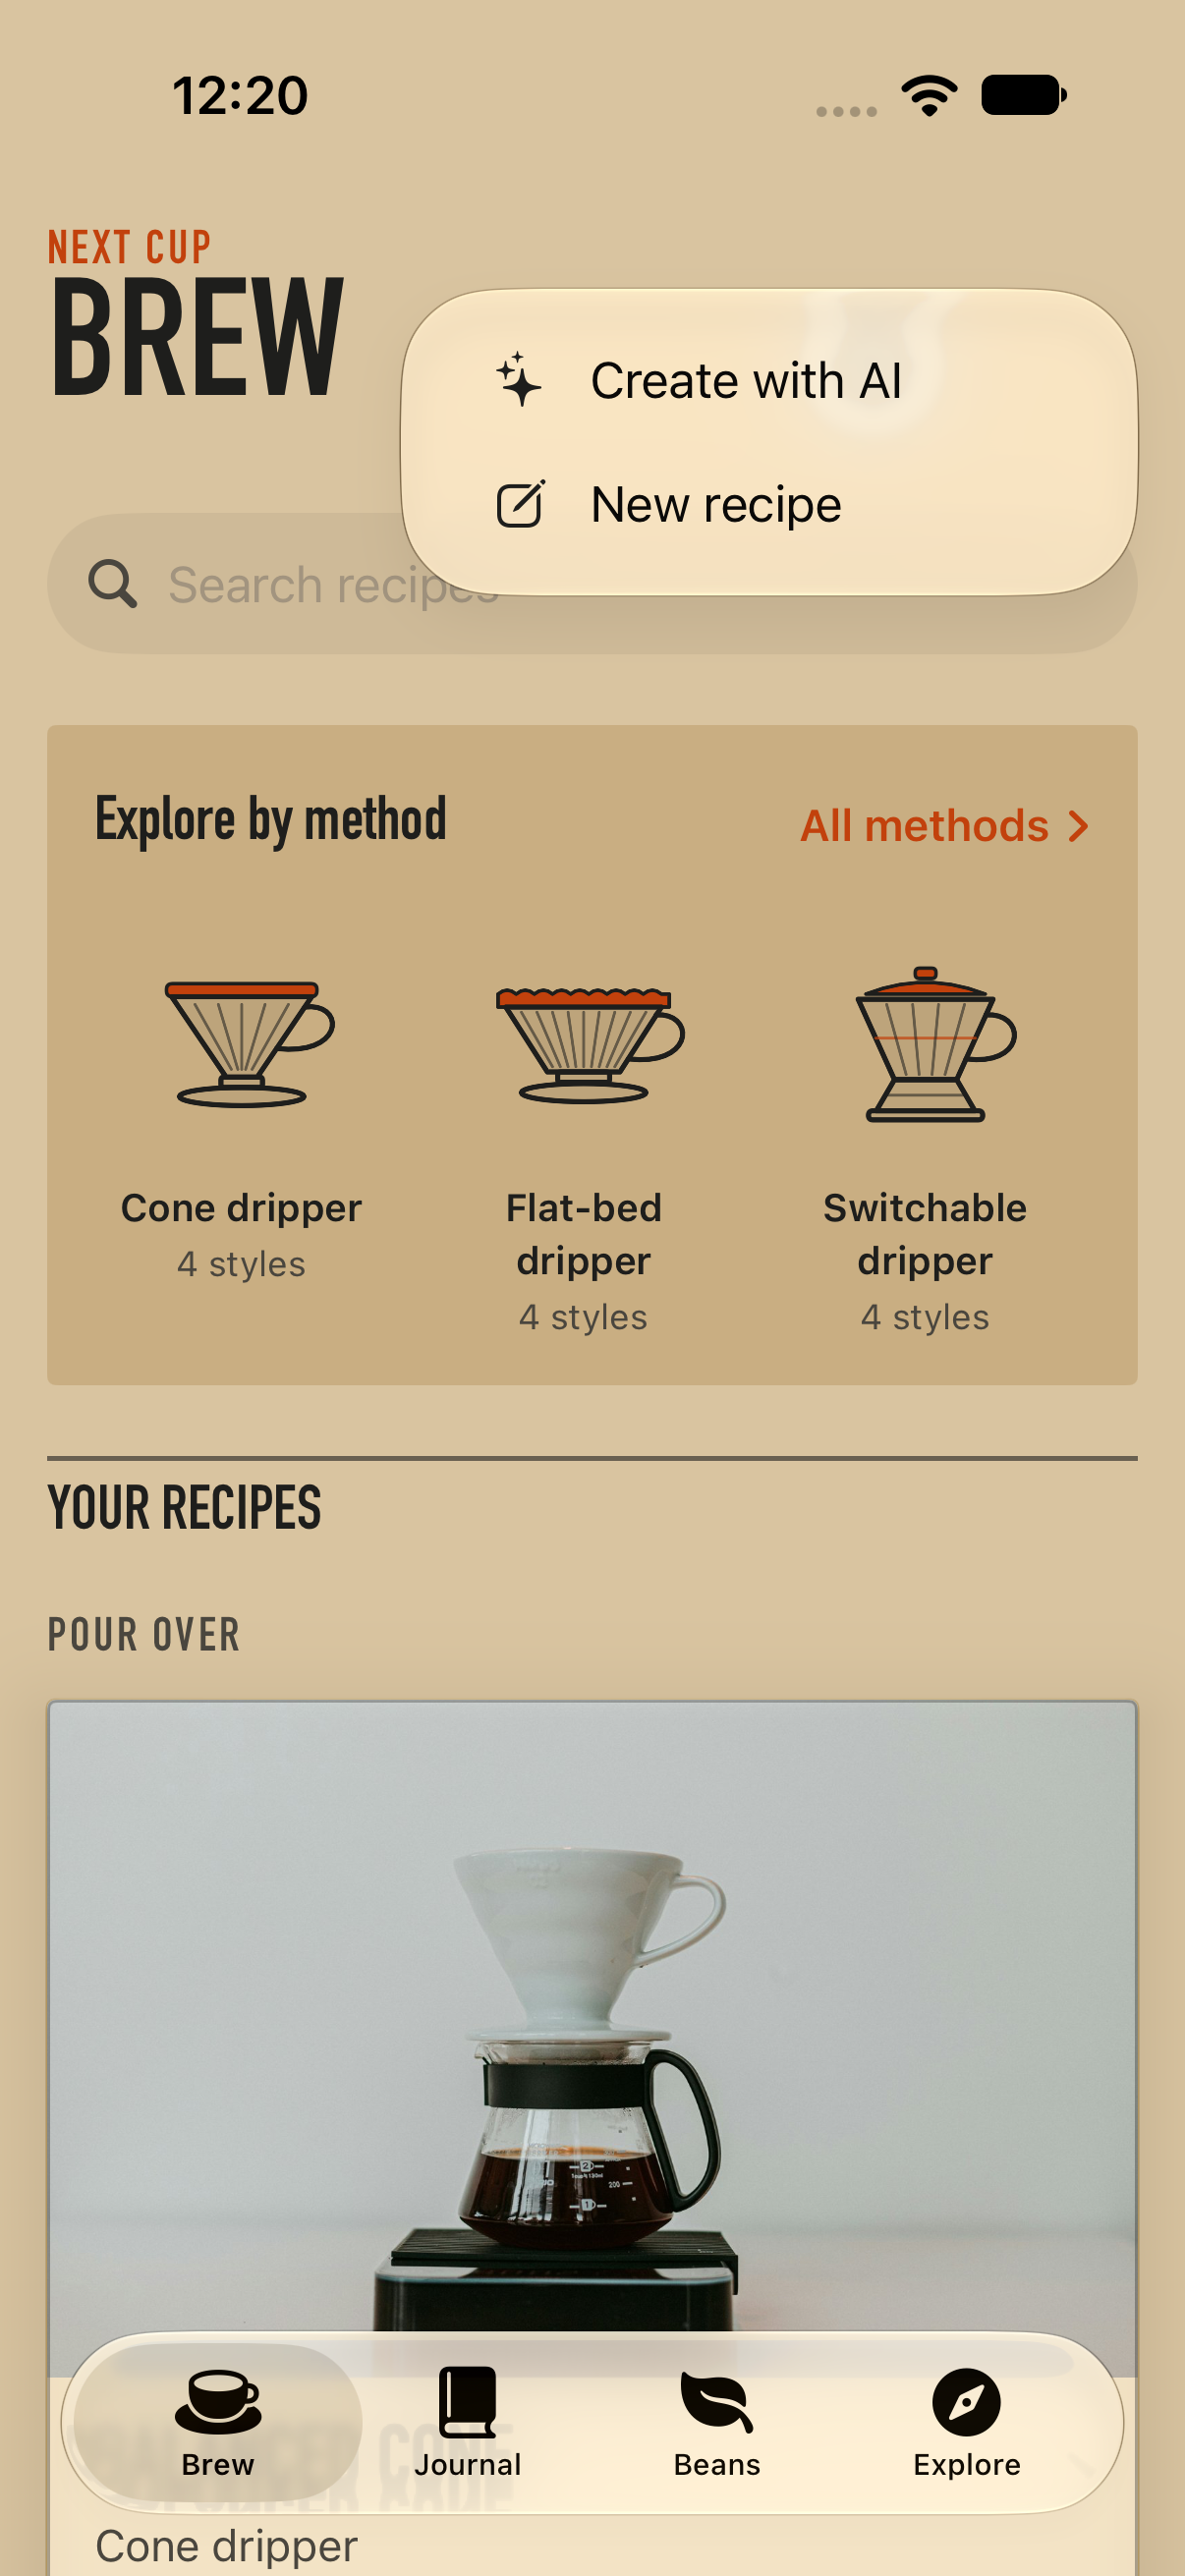 12:20
NEXT CUP
BREW
Create with AI
New recipe
Search recipes
Explore by method
All methods
Cone dripper
4 styles
Flat-bed
dripper
4 styles
Switchable
dripper
4 styles
YOUR RECIPES
POUR OVER
Brew
Journal
Beans
Explore
Cone dripper